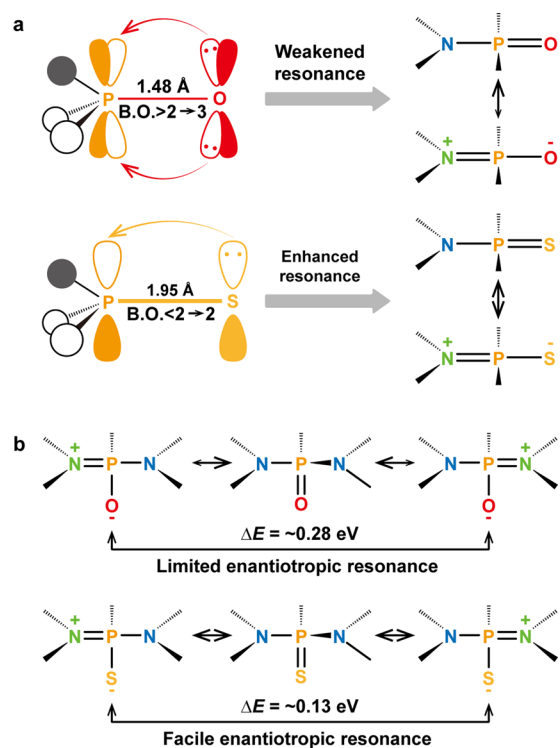 a
P
O
1.48 Å
B.O.>2→3
Weakened
resonance
N
P
O
+
N
P
O
-
P
S
1.95 Å
B.O.<2→2
Enhanced
resonance
N
P
S
+
N
P
S
-
b
+
N
P
N
O
-
N
P
N
O
N
P
N
+
O
-
ΔE = ~0.28 eV
Limited enantiotropic resonance
+
N
P
N
S
-
N
P
N
S
N
P
N
+
S
-
ΔE = ~0.13 eV
Facile enantiotropic resonance